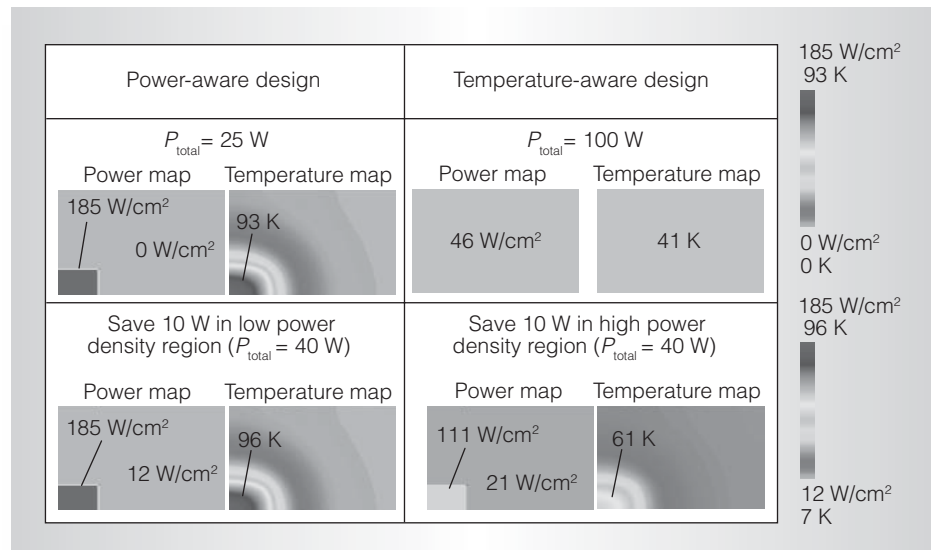 Power-aware design
Temperature-aware design
P_total = 25 W
Power map
Temperature map
185 W/cm²
0 W/cm²
93 K
P_total = 100 W
Power map
Temperature map
46 W/cm²
41 K
Save 10 W in low power
density region (P_total = 40 W)
Power map
Temperature map
185 W/cm²
12 W/cm²
96 K
Save 10 W in high power
density region (P_total = 40 W)
Power map
Temperature map
111 W/cm²
21 W/cm²
61 K
185 W/cm²
93 K
0 W/cm²
0 K
185 W/cm²
96 K
12 W/cm²
7 K